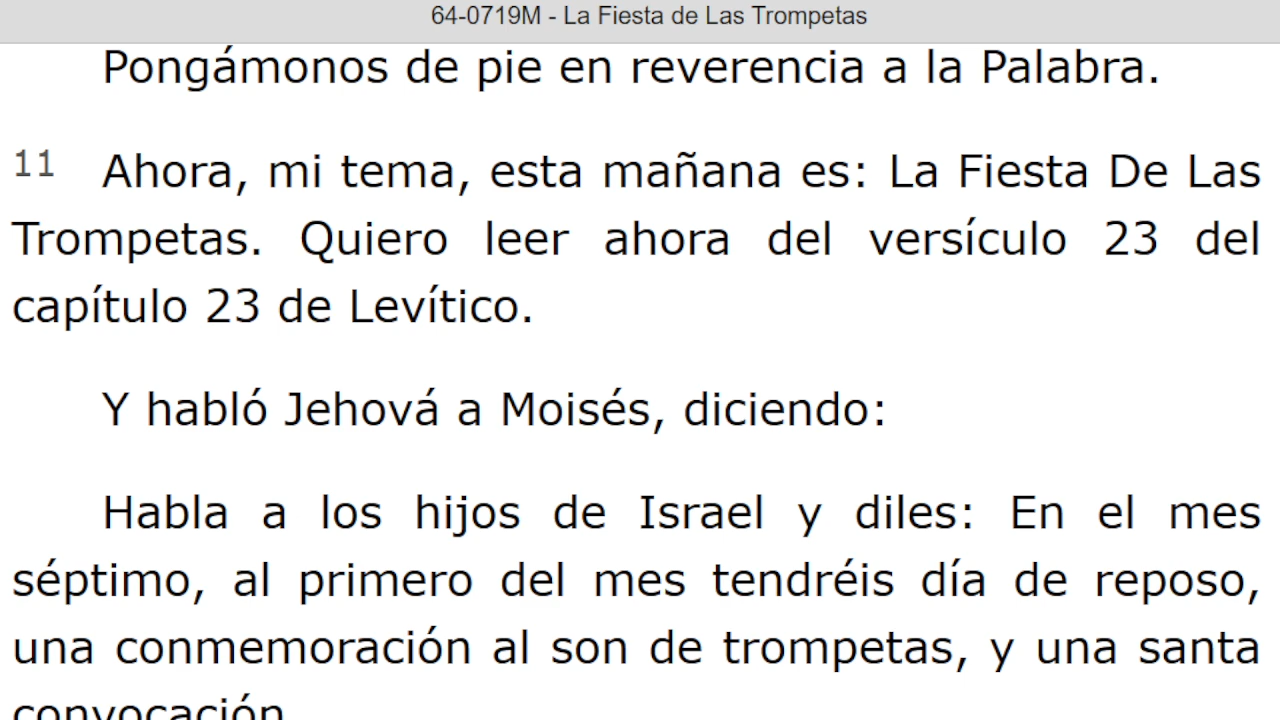 64-0719M - La Fiesta de Las Trompetas
Pongámonos de pie en reverencia a la Palabra.
11 Ahora, mi tema, esta mañana es: La Fiesta De Las
Trompetas. Quiero leer ahora del versículo 23 del
capítulo 23 de Levítico.
Y habló Jehová a Moisés, diciendo:
Habla a los hijos de Israel y diles: En el mes
séptimo, al primero del mes tendréis día de reposo,
una conmemoración al son de trompetas, y una santa
convocación